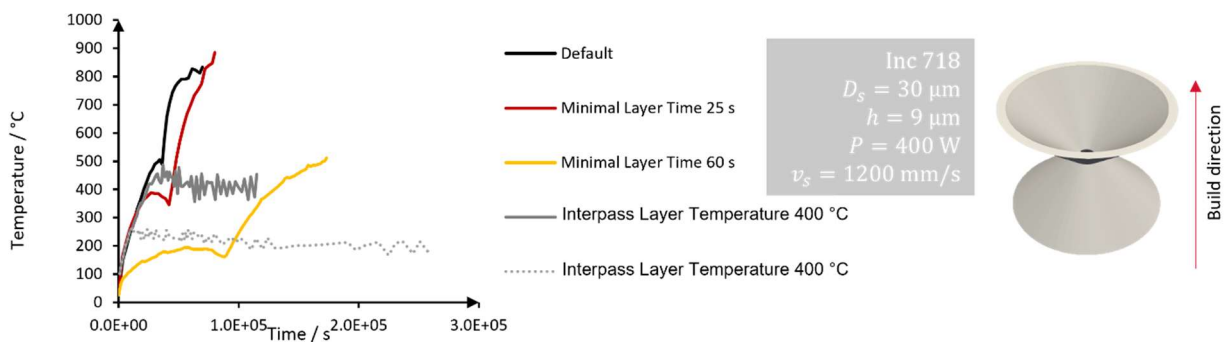 Temperature / °C
1000
900
800
700
600
500
400
300
200
100
0
0.0E+00
1.0E+05
2.0E+05
3.0E+05
Time / s
Default
Minimal Layer Time 25 s
Minimal Layer Time 60 s
Interpass Layer Temperature 400 °C
Interpass Layer Temperature 400 °C
Inc 718
Dₛ = 30 μm
h = 9 μm
P = 400 W
vₛ = 1200 mm/s
Build direction